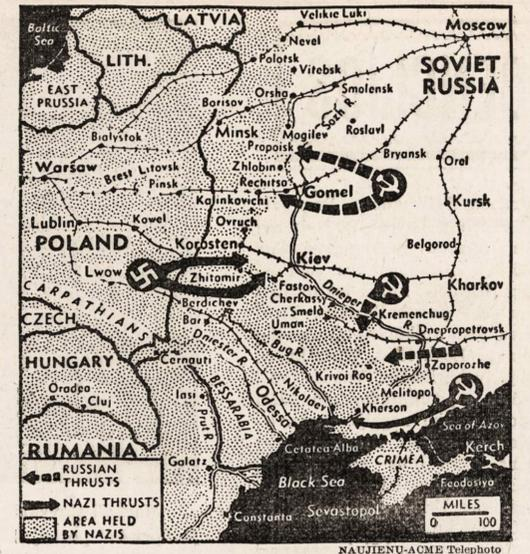 Velikie Luki
LATVIA
Moscow
Baltic
Sea
Nevel
SOVIET
RUSSIA
LITH.
Polotsk
Vitebsk
EAST
PRUSSIA
Orsha
Smolensk
Borisov
Sozh R.
Minsk
Mogilev
Roslavl
Bialystok
Propoisk
Bryansk
Orel
Warsaw
Zhlobin
Brest Litovsk
Rechitsa
Pinsk
Gomel
Kalinkovichi
Kursk
Lublin
Kowel
Ovruch
POLAND
Korosten
Belgorod
Kiev
Lwow
Zhitomir
Fastov
Kharkov
CARPATHIANS
Cherkassy
Dnieper
R.
Berdichev
Smela
Kremenchug
CZECH.
Bar
Uman
Dnepropetrovsk
Dniester R.
Bug R.
HUNGARY
Cernauti
Zaporozhe
Krivoi Rog
Oradea
BESSARABIA
Melitopol
Cluj
Iasi
Nikolaev
Prut R.
Odessa
Kherson
Sea of Azov
RUMANIA
Cetatea Alba
Kerch
CRIMEA
Galatz
Feodosiya
RUSSIAN
THRUSTS
Black Sea
NAZI THRUSTS
MILES
0 100
Sevastopol
AREA HELD
BY NAZIS
Constanta
NAUJIENU-ACME Telephoto